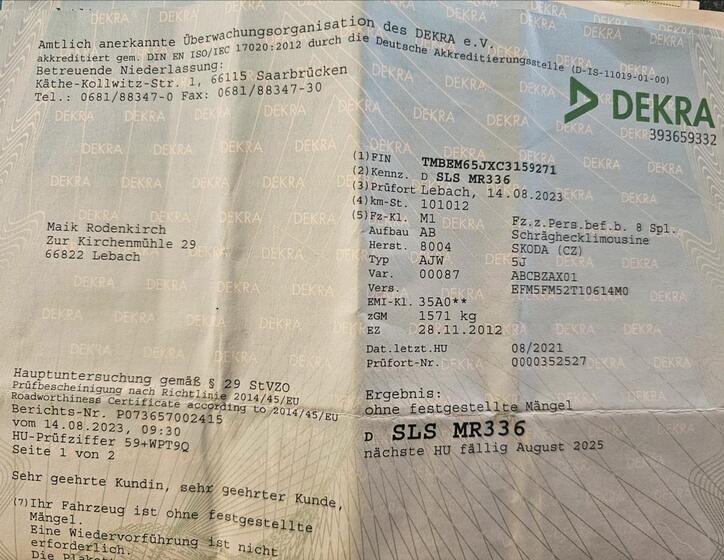 Amtlich anerkannte Überwachungsorganisation des DEKRA e.V.
akkreditiert gem. DIN EN ISO/IEC 17020:2012 durch die Deutsche Akkreditierungsstelle (D-IS-11019-01-00)
Betreuende Niederlassung:
Käthe-Kollwitz-Str. 1, 66115 Saarbrücken
Tel.: 0681/88347-0 Fax: 0681/88347-30
DEKRA
393659332
(1) FIN TMBEM65JXC3159271
(2) Kennz. D SLS MR336
(3) Prüfort Lebach, 14.08.2023
(4) km-St. 101012
(5) Fz-Kl. M1 Fz.z.Pers.bef.b. 8 Spl.
Aufbau AB Schräghecklimousine
Herst. 8004 SKODA (CZ)
Typ AJW 5J
Var. 00087 ABCBZAX01
Vers. EFM5FM52T10614M0
EMI-Kl. 35A0**
zGM 1571 kg
EZ 28.11.2012
Dat.letzt.HU 08/2021
Prüfort-Nr. 0000352527
Maik Rodenkirch
Zur Kirchenmühle 29
66822 Lebach
Hauptuntersuchung gemäß § 29 StVZO
Prüfbescheinigung nach Richtlinie 2014/45/EU
Roadworthiness Certificate according to 2014/45/EU
Berichts-Nr. P073657002415
vom 14.08.2023, 09:30
HU-Prüfziffer 59+WPT9Q
Seite 1 von 2
Ergebnis:
ohne festgestellte Mängel
D SLS MR336
nächste HU fällig August 2025
Sehr geehrte Kundin, sehr geehrter Kunde,
(7) Ihr Fahrzeug ist ohne festgestellte
Mängel.
Eine Wiedervorführung ist nicht
erforderlich.
Die